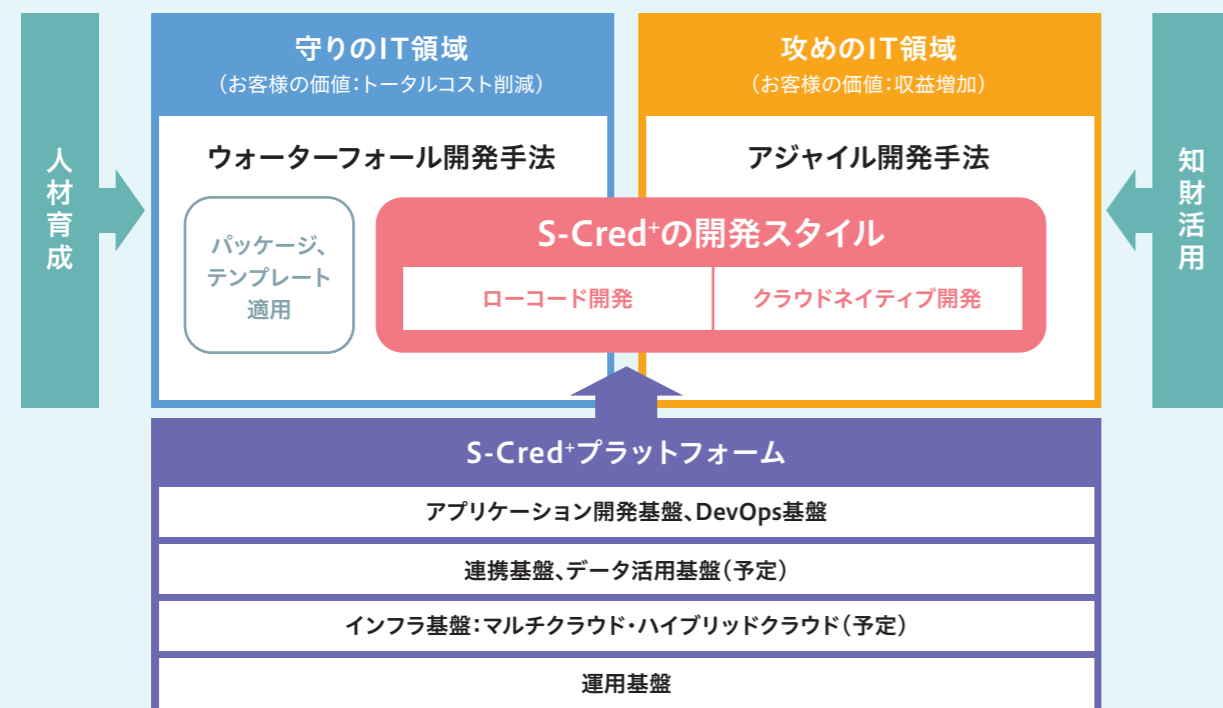 人材育成
守りのIT領域
（お客様の価値：トータルコスト削減）
ウォーターフォール開発手法
パッケージ、
テンプレート
適用
攻めのIT領域
（お客様の価値：収益増加）
アジャイル開発手法
S-Cred⁺の開発スタイル
ローコード開発
クラウドネイティブ開発
知財活用
S-Cred⁺プラットフォーム
アプリケーション開発基盤、DevOps基盤
連携基盤、データ活用基盤（予定）
インフラ基盤：マルチクラウド・ハイブリッドクラウド（予定）
運用基盤